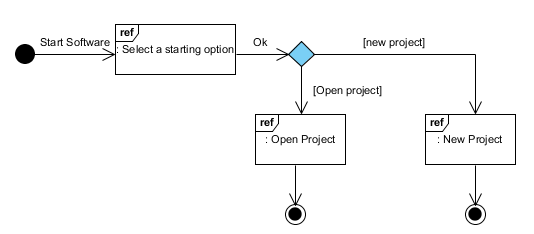 Start Software
ref
: Select a starting option
Ok
[new project]
[Open project]
ref
: Open Project
ref
: New Project